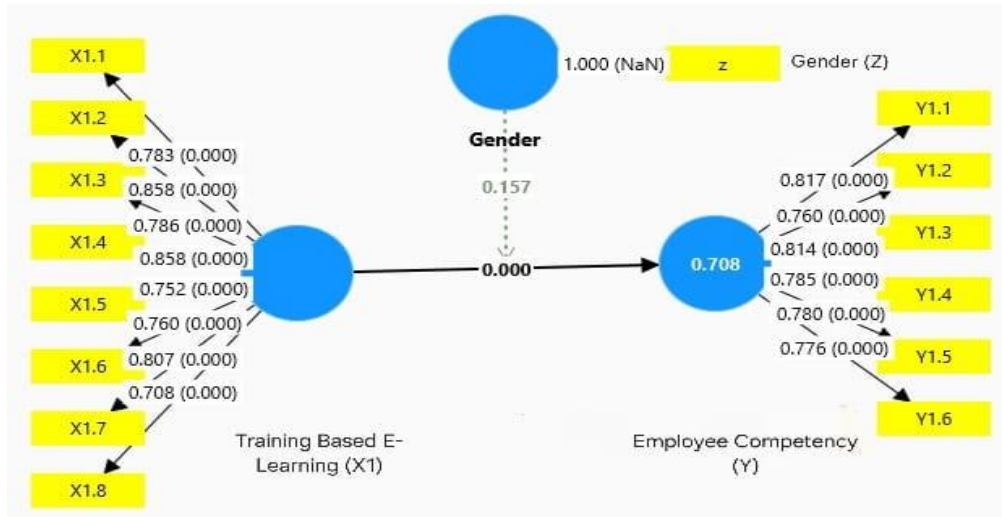 X1.1
X1.2
X1.3
X1.4
X1.5
X1.6
X1.7
X1.8
0.783 (0.000)
0.858 (0.000)
0.786 (0.000)
0.858 (0.000)
0.752 (0.000)
0.760 (0.000)
0.807 (0.000)
0.708 (0.000)
Training Based E-
Learning (X1)
1.000 (NaN)
z
Gender (Z)
Gender
0.157
0.000
0.708
Employee Competency
(Y)
0.817 (0.000)
0.760 (0.000)
0.814 (0.000)
0.785 (0.000)
0.780 (0.000)
0.776 (0.000)
Y1.1
Y1.2
Y1.3
Y1.4
Y1.5
Y1.6